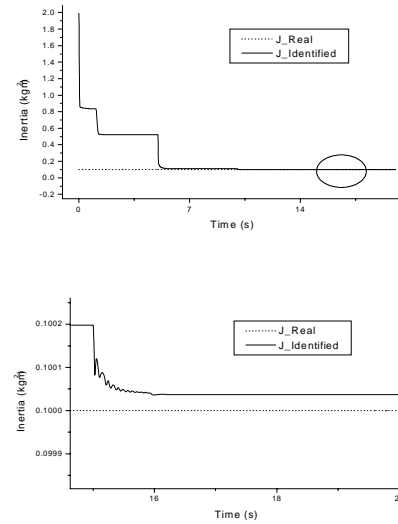 2.0
1.8
1.6
1.4
1.2
1.0
0.8
0.6
0.4
0.2
0.0
-0.2
Inertia (kgm²)
J_Real
J_Identified
0 7 14
Time (s)
0.1002
0.1001
0.1000
0.0999
Inertia (kgm²)
J_Real
J_Identified
16 18 20
Time (s)